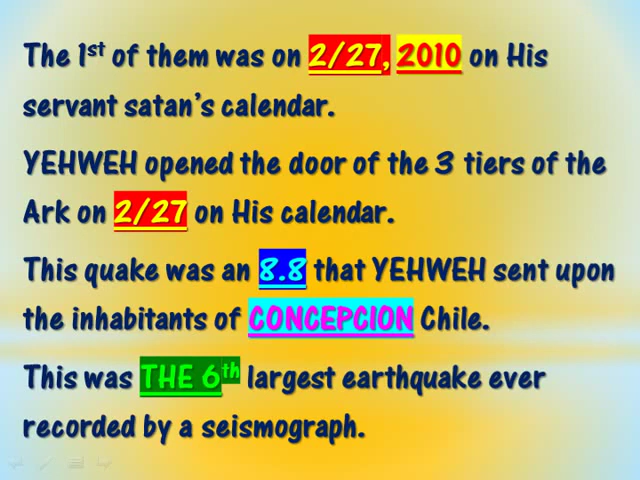 The 1st of them was on 2/27, 2010 on His
servant satan's calendar.
YEHWEH opened the door of the 3 tiers of the
Ark on 2/27 on His calendar.
This quake was an 8.8 that YEHWEH sent upon
the inhabitants of CONCEPCION Chile.
This was THE 6th largest earthquake ever
recorded by a seismograph.